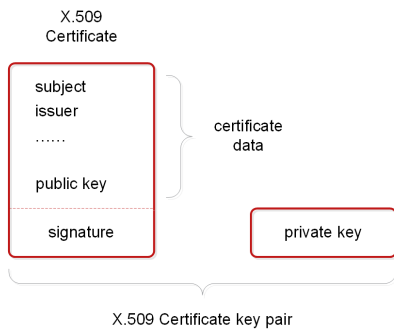 X.509
Certificate
subject
issuer
......
public key
signature
certificate
data
private key
X.509 Certificate key pair